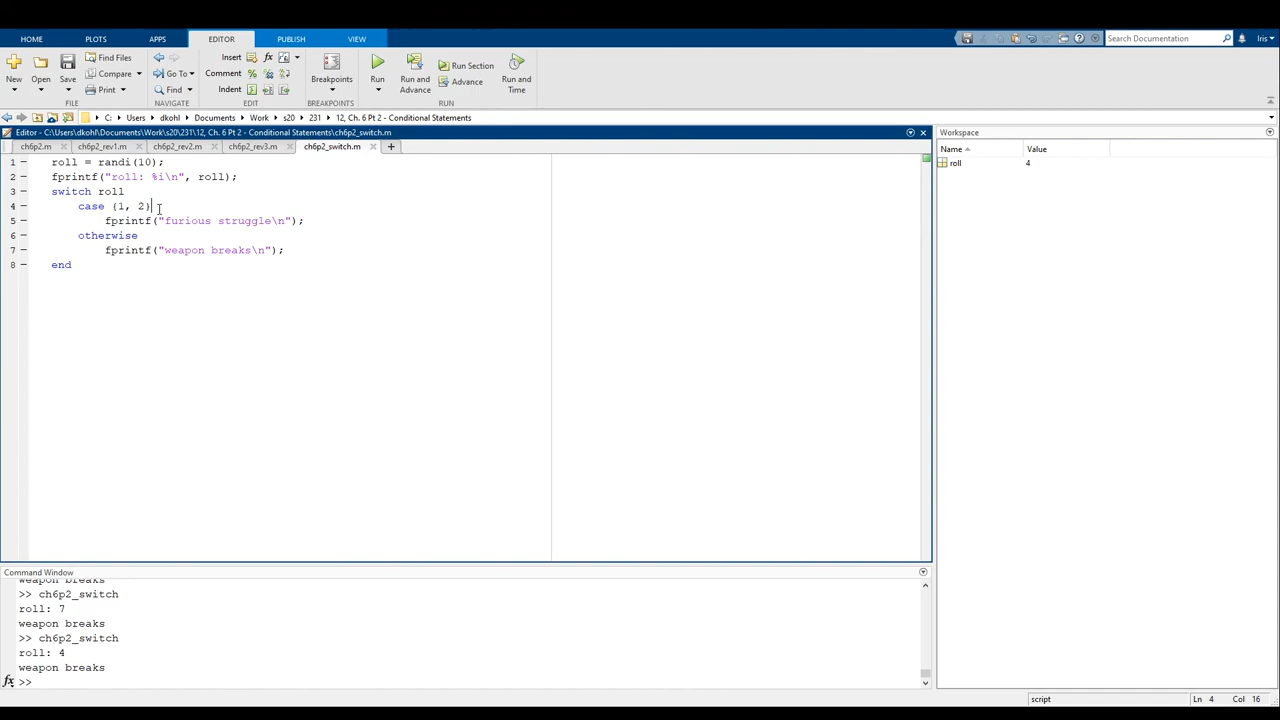 HOME PLOTS APPS EDITOR PUBLISH VIEW Search Documentation Iris
New Open Save Find Files Compare Print Go To Find Insert fx Comment Indent Breakpoints Run Run and Advance Run Section Advance Run and Time
FILE NAVIGATE EDIT BREAKPOINTS RUN
C: Users dkohl Documents Work s20 231 12, Ch. 6 Pt 2 - Conditional Statements
Editor - C:\Users\dkohl\Documents\Work\s20\231\12, Ch. 6 Pt 2 - Conditional Statements\ch6p2_switch.m
ch6p2.m ch6p2_rev1.m ch6p2_rev2.m ch6p2_rev3.m ch6p2_switch.m
1 roll = randi(10);
2 fprintf("roll: %i\n", roll);
3 switch roll
4 case {1, 2}
5 fprintf("furious struggle\n");
6 otherwise
7 fprintf("weapon breaks\n");
8 end
Workspace
Name Value
roll 4
Command Window
weapon breaks
>> ch6p2_switch
roll: 7
weapon breaks
>> ch6p2_switch
roll: 4
weapon breaks
fx >>
script Ln 4 Col 16